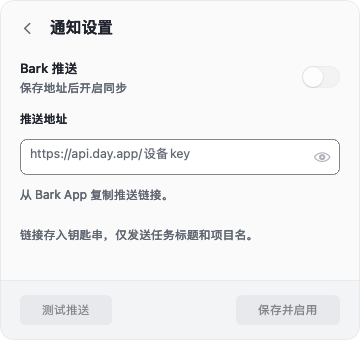 通知设置
Bark 推送
保存地址后开启同步
推送地址
https://api.day.app/设备key
从 Bark App 复制推送链接。
链接存入钥匙串，仅发送任务标题和项目名。
测试推送
保存并启用